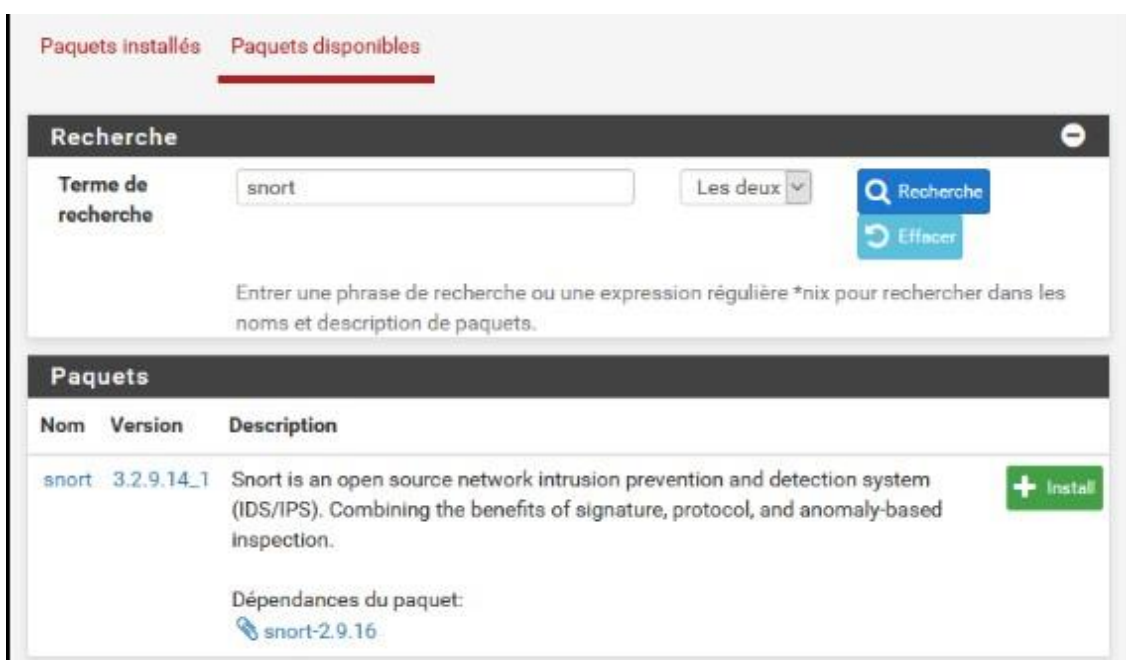 Paquets installés Paquets disponibles
Recherche
Terme de recherche
snort
Les deux
Recherche
Effacer
Entrer une phrase de recherche ou une expression régulière *nix pour rechercher dans les
noms et description de paquets.
Paquets
Nom Version Description
snort 3.2.9.14_1 Snort is an open source network intrusion prevention and detection system
(IDS/IPS). Combining the benefits of signature, protocol, and anomaly-based
inspection.
Install
Dépendances du paquet:
snort-2.9.16